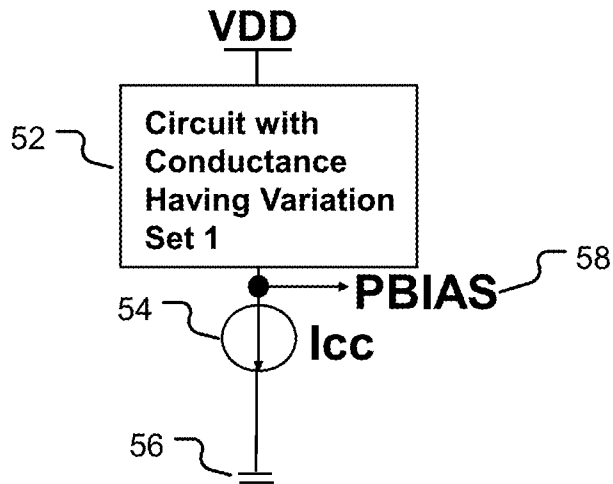 VDD
52
Circuit with
Conductance
Having Variation
Set 1
58
PBIAS
54
Icc
56